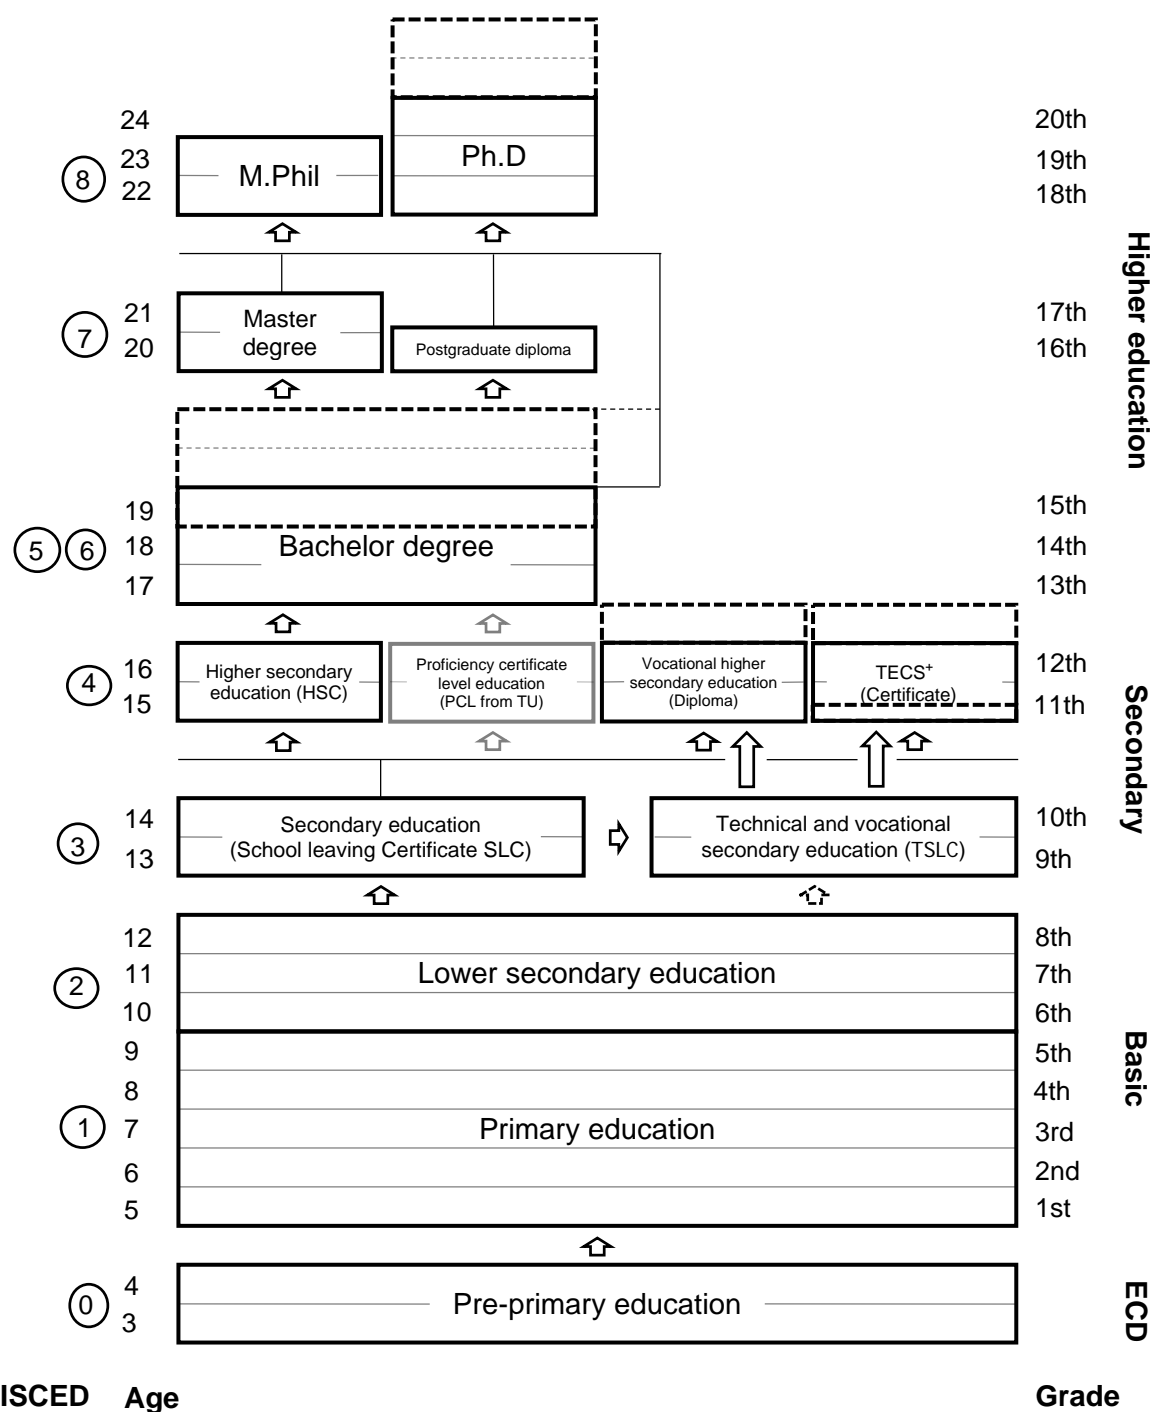 24
20th
23
Ph.D
19th
8
M.Phil
22
18th
Higher education
21
Master
17th
7
20
degree
Postgraduate diploma
16th
19
15th
5
6
18
Bachelor degree
14th
17
13th
16
Higher secondary
education (HSC)
Proficiency certificate
level education
(PCL from TU)
Vocational higher
secondary education
(Diploma)
TECS+
(Certificate)
12th
4
15
11th
Secondary
14
Secondary education
(School leaving Certificate SLC)
Technical and vocational
secondary education (TSLC)
10th
3
13
9th
12
8th
2
11
Lower secondary education
7th
10
6th
9
5th
Basic
8
4th
1
7
Primary education
3rd
6
2nd
5
1st
4
0
Pre-primary education
ECD
3
ISCED
Age
Grade